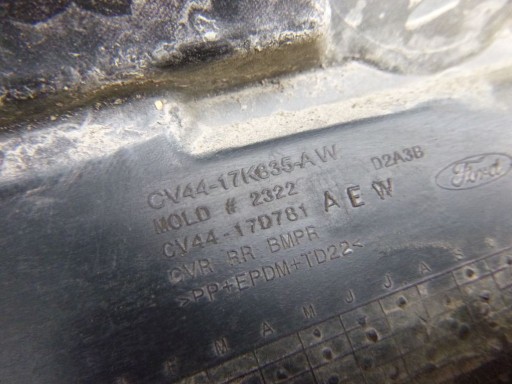 CV44-17K835-AW
MOLD # 2322 D2A3B Ford
CV44-17D781 AEW
CVR RR BMPR
>PP+EPDM+TD22<
M A M J J A S